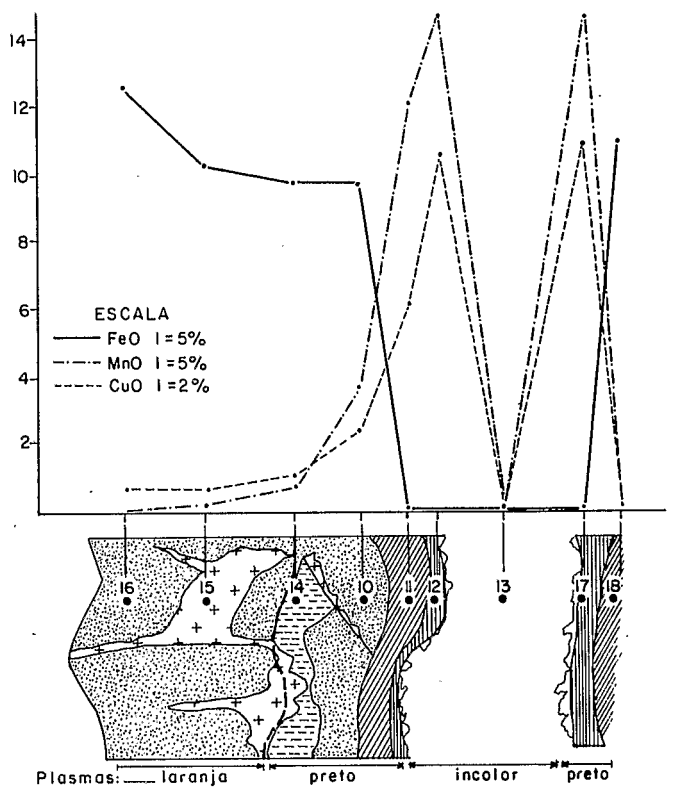 14
12
10
8
6
4
2
ESCALA
FeO 1=5%
MnO 1=5%
CuO 1=2%
16 15 14 10 11 12 13 17 18
Plasmas: laranja preto incolor preto